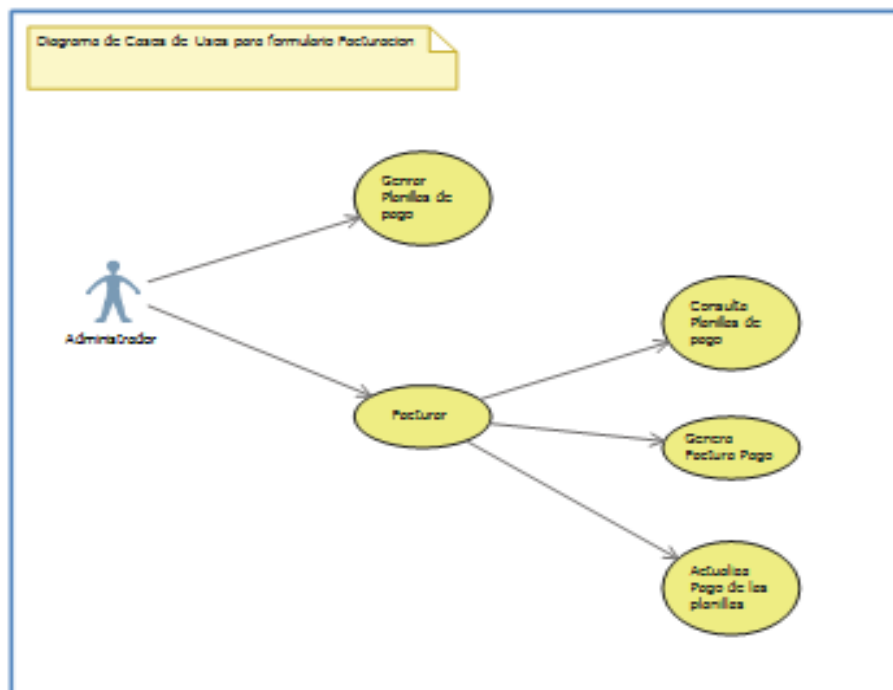 Diagrama de Casos de Usos para formulario Facturacion
Genrar
Planillas de
pago
Consulta
Planillas de
pago
Administrador
Facturar
Genera
Factura Pago
Actualiza
Pago de las
planillas